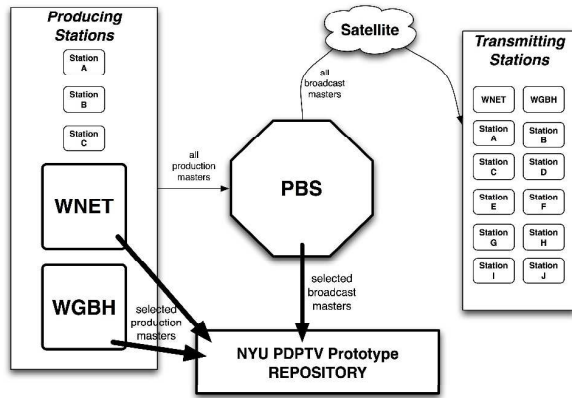 Producing
Stations
Station
A
Station
B
Station
C
WNET
WGBH
all
production
masters
selected
production
masters
PBS
Satellite
all
broadcast
masters
selected
broadcast
masters
NYU PDPTV Prototype
REPOSITORY
Transmitting
Stations
WNET
WGBH
Station
A
Station
B
Station
C
Station
D
Station
E
Station
F
Station
G
Station
H
Station
I
Station
J